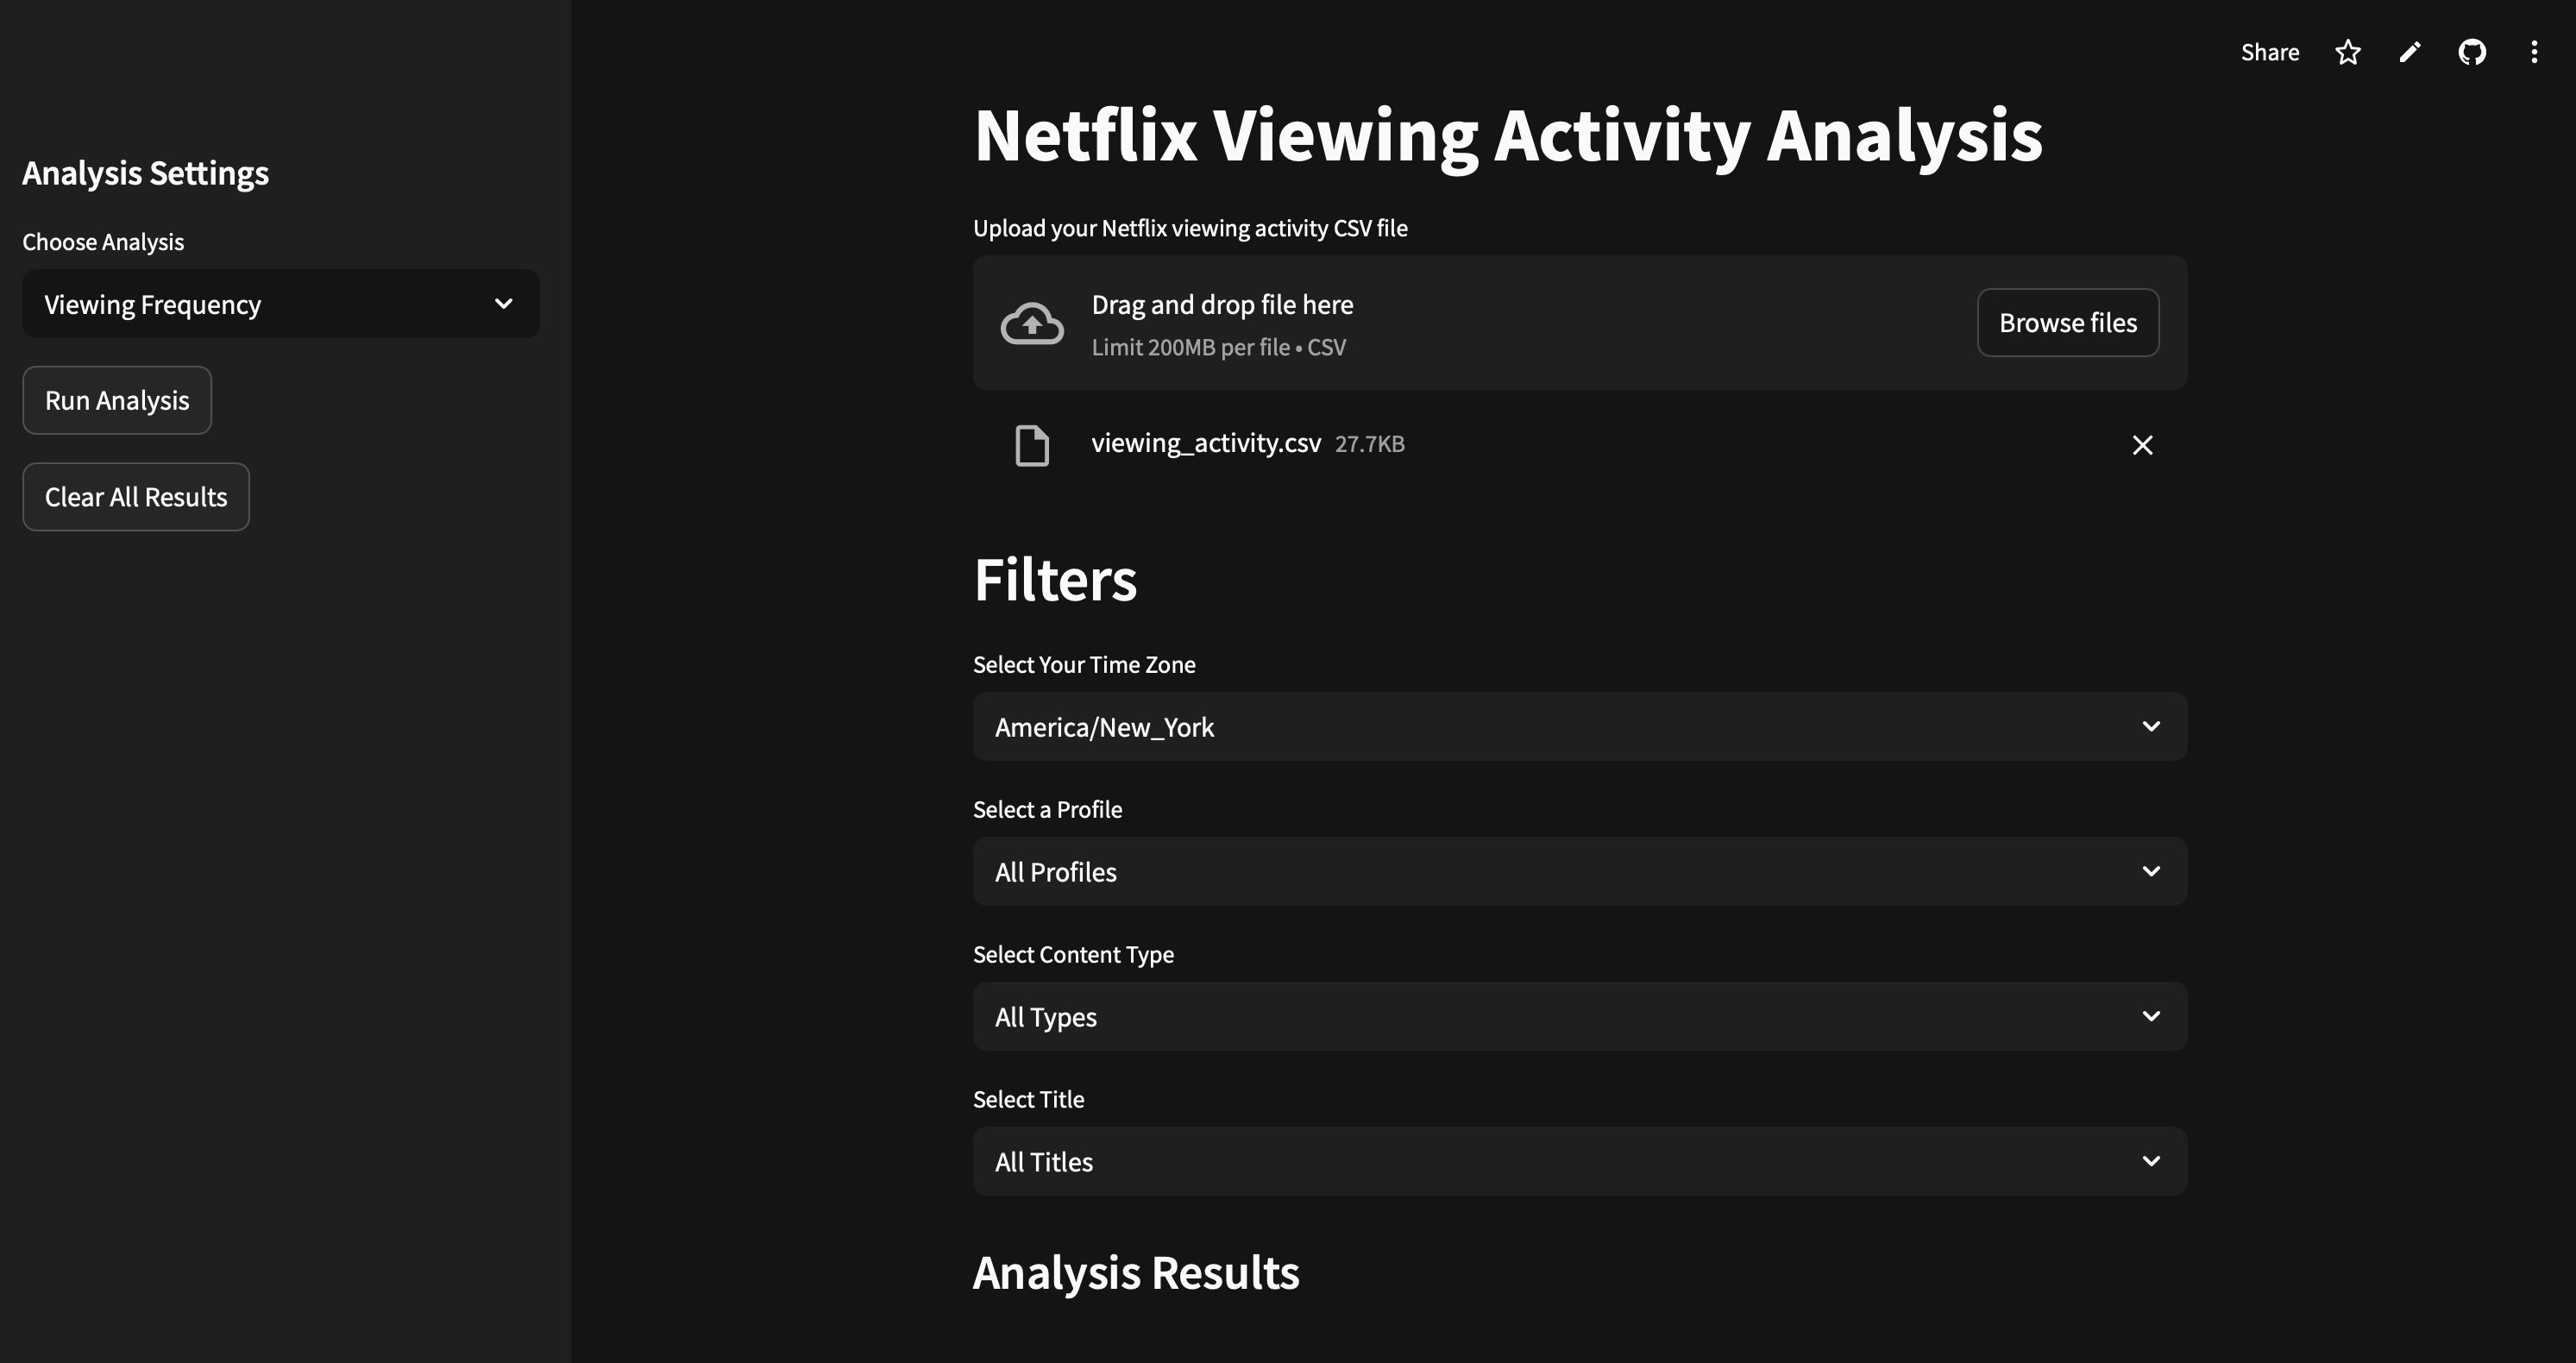 Share
Analysis Settings
Choose Analysis
Viewing Frequency
Run Analysis
Clear All Results
Netflix Viewing Activity Analysis
Upload your Netflix viewing activity CSV file
Drag and drop file here
Limit 200MB per file • CSV
Browse files
viewing_activity.csv 27.7KB
Filters
Select Your Time Zone
America/New_York
Select a Profile
All Profiles
Select Content Type
All Types
Select Title
All Titles
Analysis Results